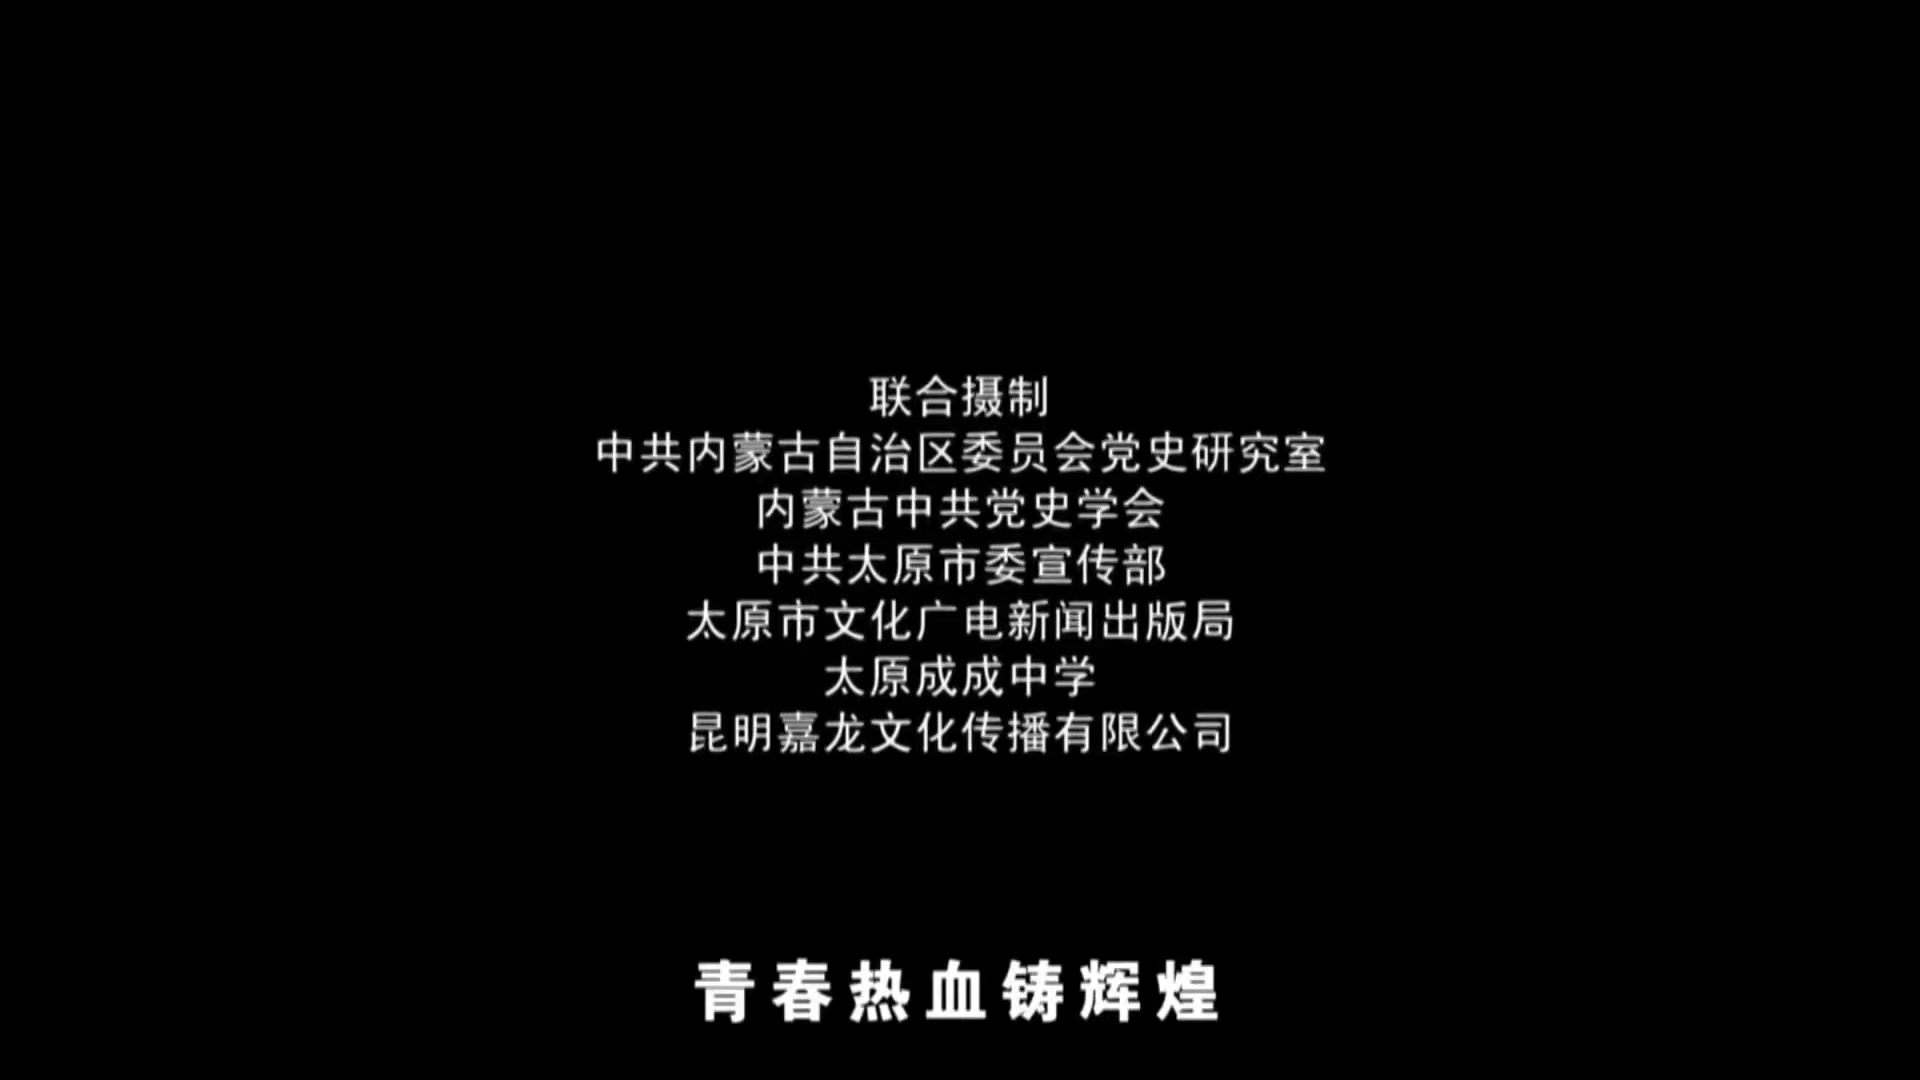 联合摄制
中共内蒙古自治区委员会党史研究室
内蒙古中共党史学会
中共太原市委宣传部
太原市文化广电新闻出版局
太原成成中学
昆明嘉龙文化传播有限公司
青春热血铸辉煌